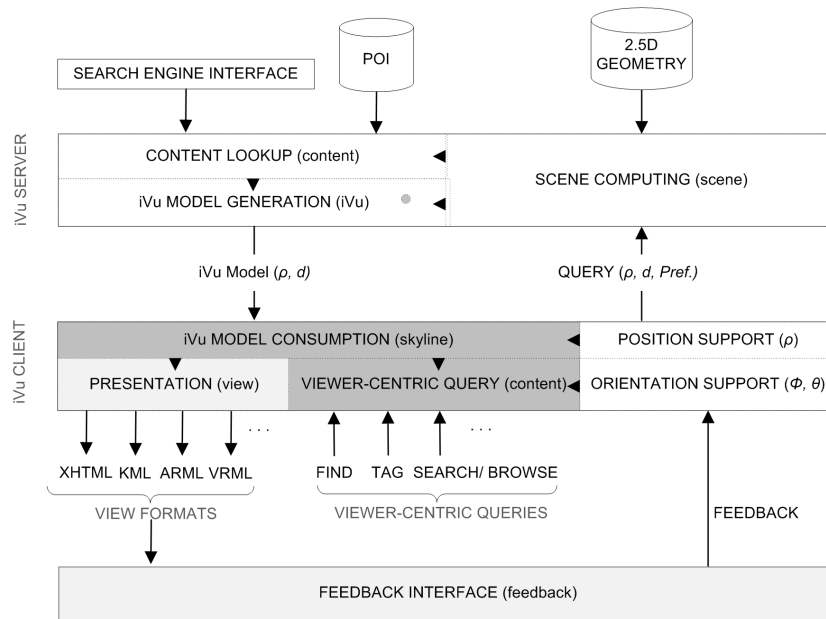 2.5D
GEOMETRY
POI
SEARCH ENGINE INTERFACE
iVu SERVER
CONTENT LOOKUP (content)
SCENE COMPUTING (scene)
iVu MODEL GENERATION (iVu)
iVu Model (ρ, d)
QUERY (ρ, d, Pref.)
iVu CLIENT
iVu MODEL CONSUMPTION (skyline)
POSITION SUPPORT (ρ)
PRESENTATION (view)
VIEWER-CENTRIC QUERY (content)
ORIENTATION SUPPORT (Φ, θ)
. . .
. . .
XHTML KML ARML VRML
FIND TAG SEARCH/ BROWSE
VIEW FORMATS
VIEWER-CENTRIC QUERIES
FEEDBACK
FEEDBACK INTERFACE (feedback)